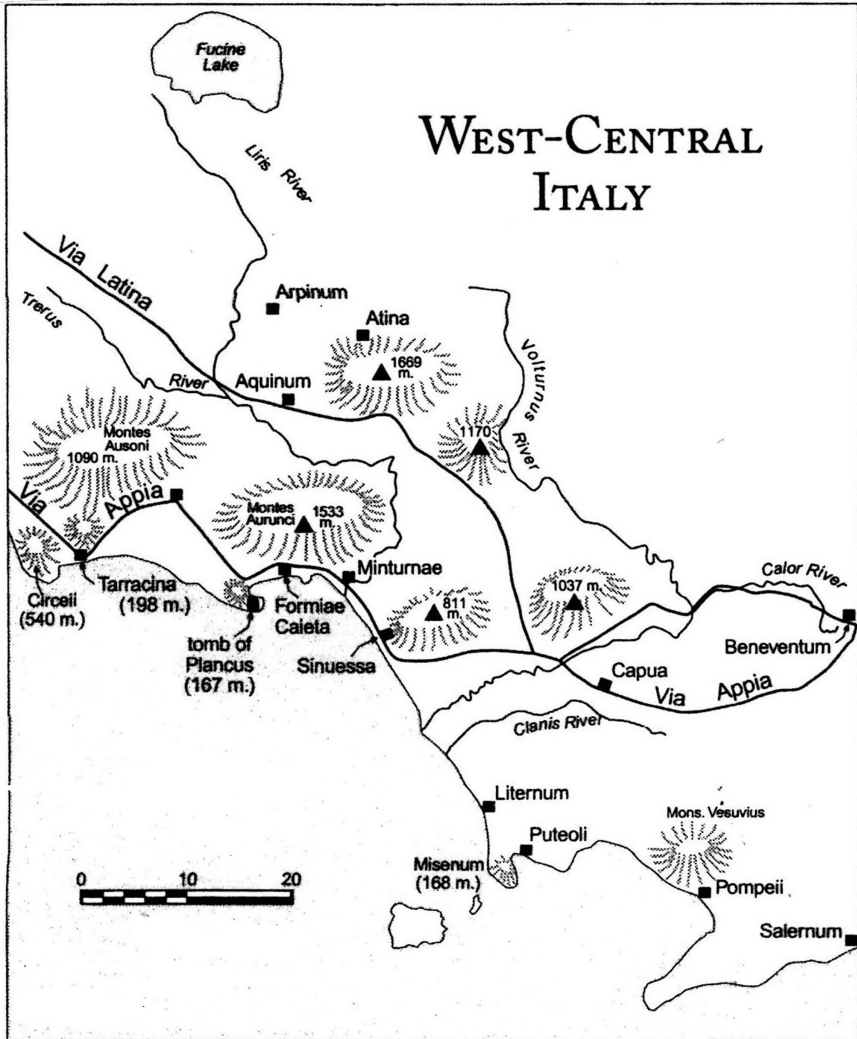 Fucine
Lake
WEST-CENTRAL
ITALY
Liris River
Via Latina
Trerus
River
Arpinum
Atina
1669
m.
Volturnus
River
Aquinum
Montes
Ausoni
1090 m.
1170
Via
Appia
Montes
Aurunci
1533
m.
Minturnae
Circeii
(540 m.)
Tarracina
(198 m.)
Formiae
Caieta
tomb of
Plancus
(167 m.)
Sinuessa
811
m.
1037 m.
Calor River
Beneventum
Capua
Via Appia
Clanis River
Liternum
Puteoli
Misenum
(168 m.)
Mons. Vesuvius
Pompeii
Salernum
0 10 20